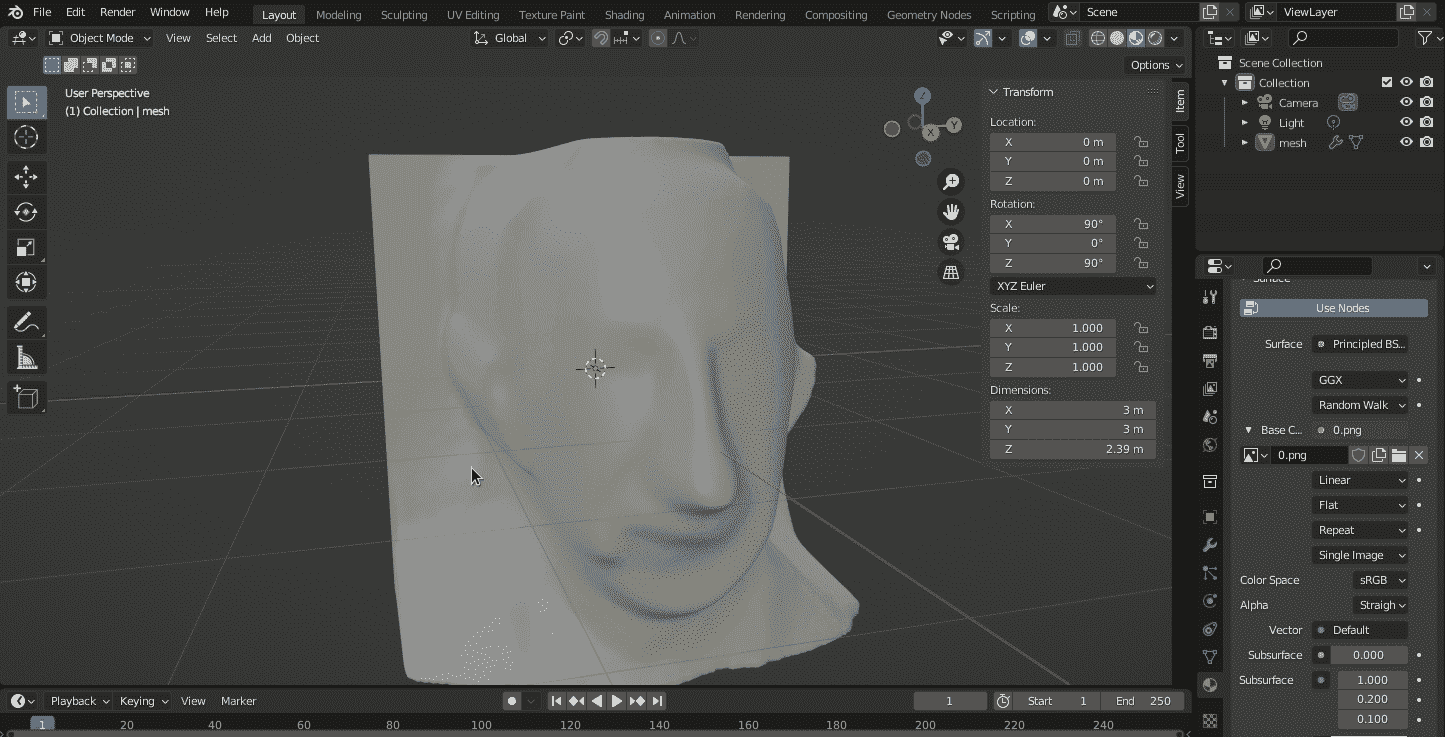 File Edit Render Window Help Layout Modeling Sculpting UV Editing Texture Paint Shading Animation Rendering Compositing Geometry Nodes Scripting Scene ViewLayer
Object Mode View Select Add Object Global
Options
User Perspective
(1) Collection | mesh
Z
Y
X
Transform
Location:
X 0 m
Y 0 m
Z 0 m
Rotation:
X 90°
Y 0°
Z 90°
XYZ Euler
Scale:
X 1.000
Y 1.000
Z 1.000
Dimensions:
X 3 m
Y 3 m
Z 2.39 m
Item
Tool
View
Scene Collection
Collection
Camera
Light
mesh
Surface
Use Nodes
Surface Principled BS...
GGX
Random Walk
Base C... 0.png
0.png
Linear
Flat
Repeat
Single Image
Color Space sRGB
Alpha Straigh
Vector Default
Subsurface 0.000
Subsurface 1.000
0.200
0.100
Playback Keying View Marker 1 Start 1 End 250
1 20 40 60 80 100 120 140 160 180 200 220 240